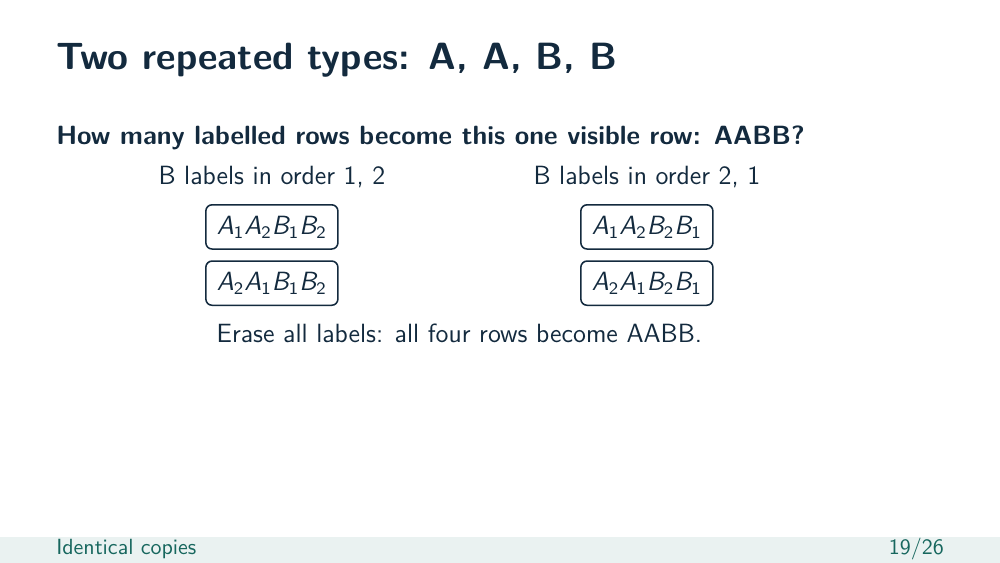 Two repeated types: A, A, B, B
How many labelled rows become this one visible row: AABB?
B labels in order 1, 2
B labels in order 2, 1
A₁A₂B₁B₂
A₁A₂B₂B₁
A₂A₁B₁B₂
A₂A₁B₂B₁
Erase all labels: all four rows become AABB.
Identical copies
19/26